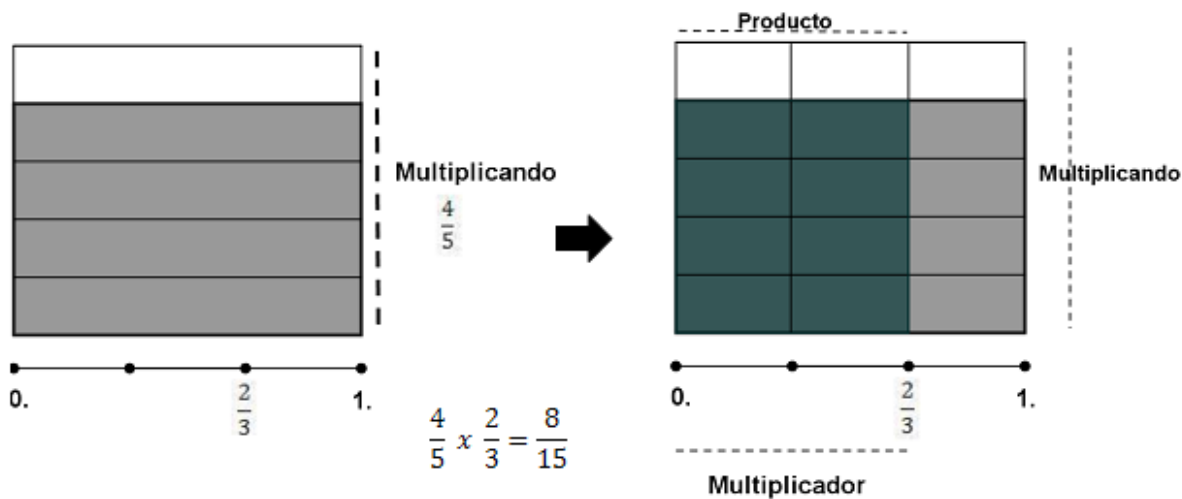 Producto
Multiplicando
4/5
Multiplicando
0.
2/3
1.
0.
2/3
1.
4/5 x 2/3 = 8/15
Multiplicador